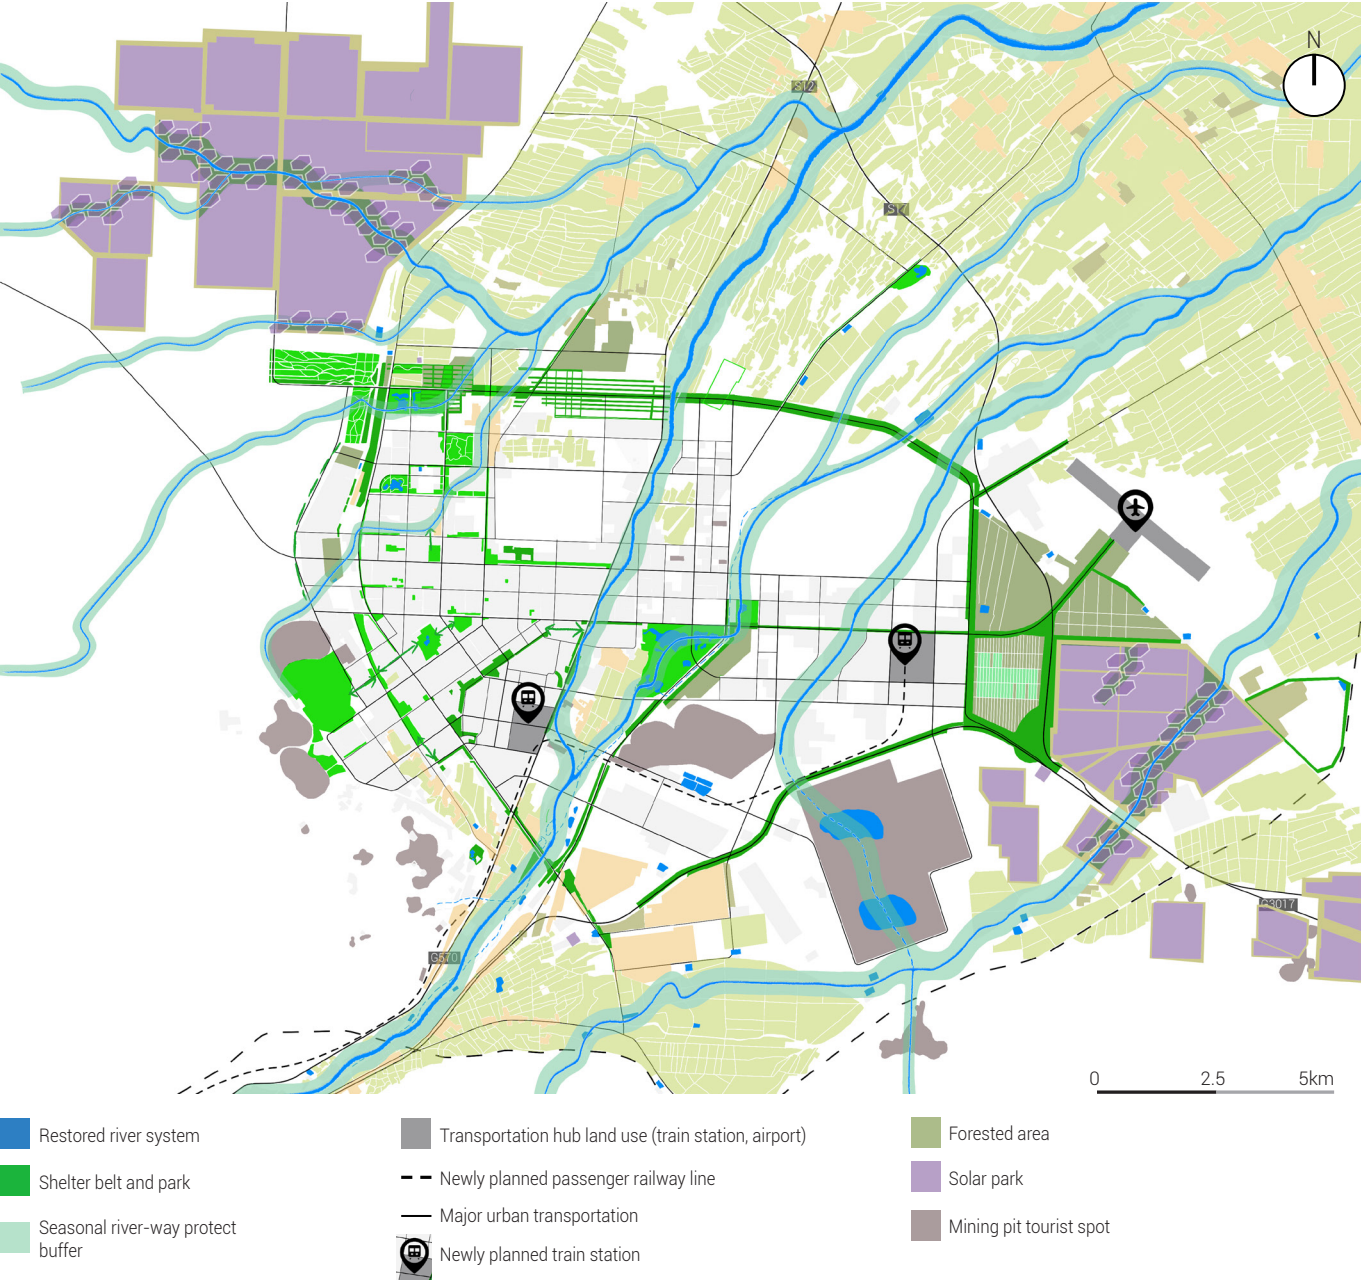 N
S12
G570
G3017
0 2.5 5km
Restored river system
Shelter belt and park
Seasonal river-way protect
buffer
Transportation hub land use (train station, airport)
Newly planned passenger railway line
Major urban transportation
Newly planned train station
Forested area
Solar park
Mining pit tourist spot